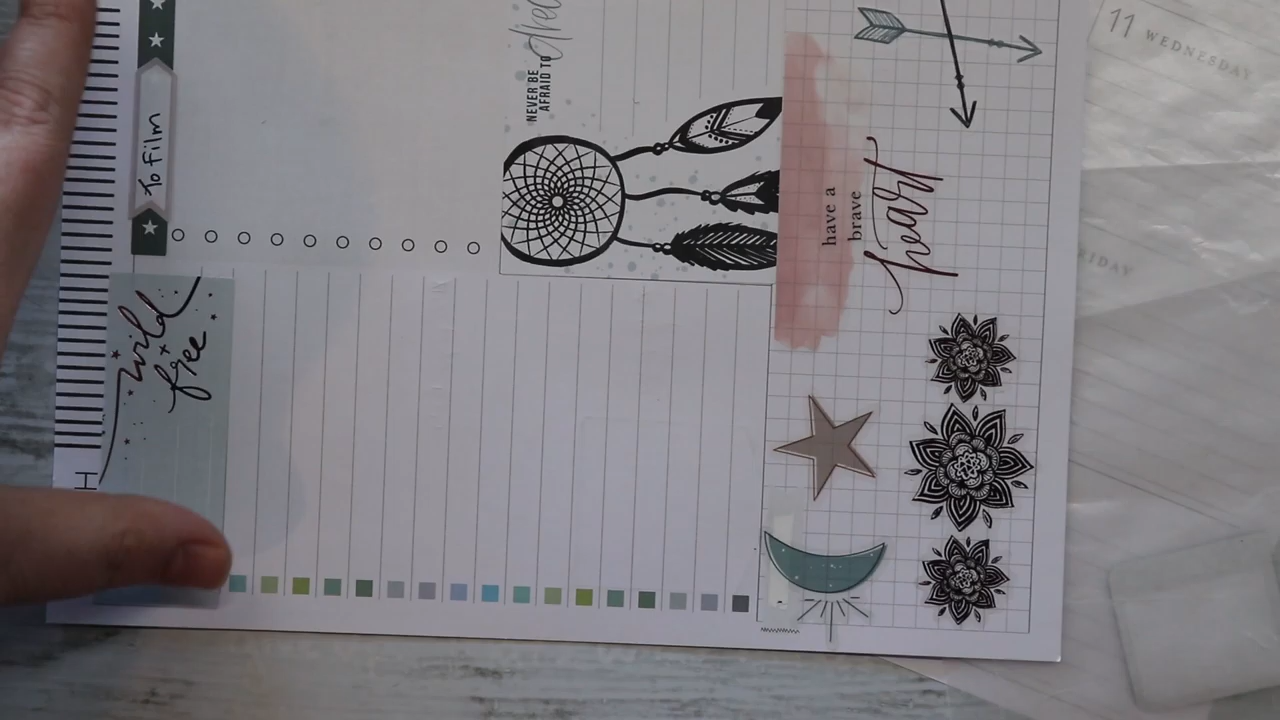 To Film
NEVER BE
AFRAID TO
wild
+
free
have a
brave
heart
H
11 WEDNESDAY